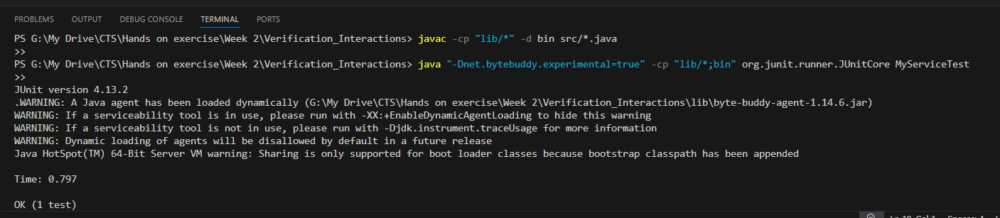 PROBLEMS OUTPUT DEBUG CONSOLE TERMINAL PORTS
PS G:\My Drive\CTS\Hands on exercise\Week 2\Verification_Interactions> javac -cp "lib/*" -d bin src/*.java
>>
PS G:\My Drive\CTS\Hands on exercise\Week 2\Verification_Interactions> java "-Dnet.bytebuddy.experimental=true" -cp "lib/*;bin" org.junit.runner.JUnitCore MyServiceTest
>>
JUnit version 4.13.2
.WARNING: A Java agent has been loaded dynamically (G:\My Drive\CTS\Hands on exercise\Week 2\Verification_Interactions\lib\byte-buddy-agent-1.14.6.jar)
WARNING: If a serviceability tool is in use, please run with -XX:+EnableDynamicAgentLoading to hide this warning
WARNING: If a serviceability tool is not in use, please run with -Djdk.instrument.traceUsage for more information
WARNING: Dynamic loading of agents will be disallowed by default in a future release
Java HotSpot(TM) 64-Bit Server VM warning: Sharing is only supported for boot loader classes because bootstrap classpath has been appended
Time: 0.797
OK (1 test)